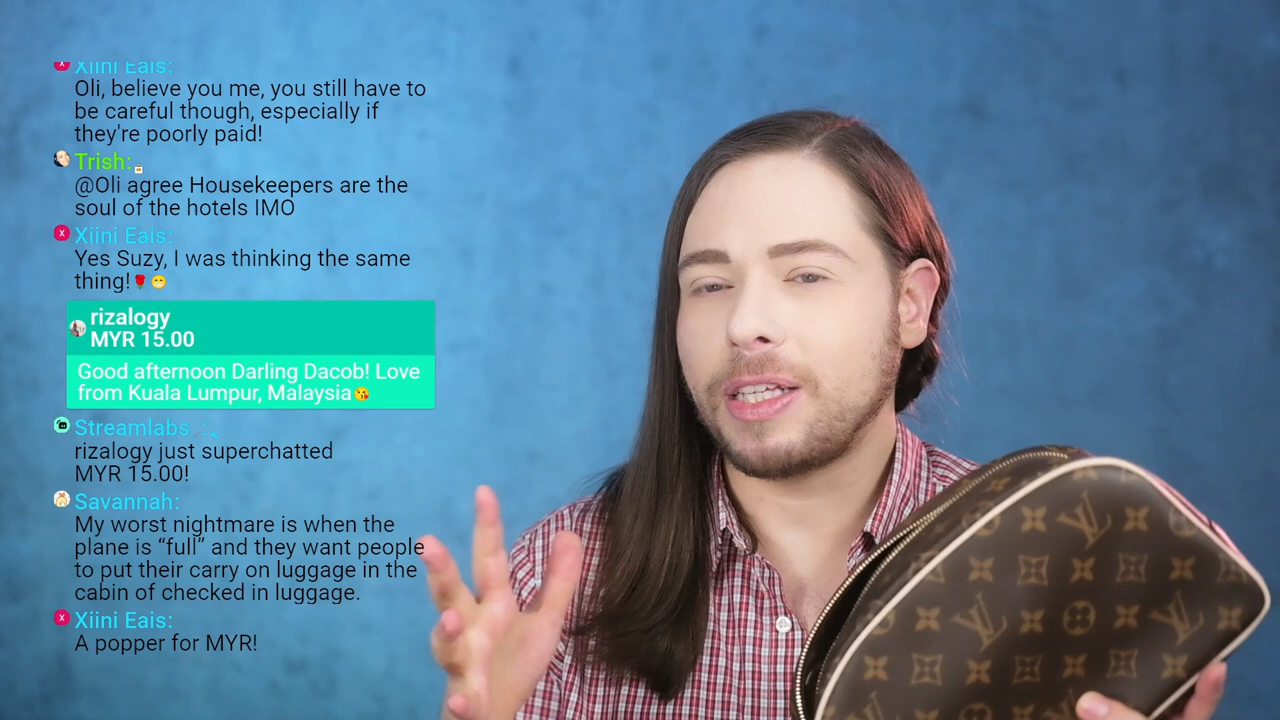 Xiini Eais:
Oli, believe you me, you still have to
be careful though, especially if
they're poorly paid!
Trish:
@Oli agree Housekeepers are the
soul of the hotels IMO
Xiini Eais:
Yes Suzy, I was thinking the same
thing!🌹😁
rizalogy
MYR 15.00
Good afternoon Darling Dacob! Love
from Kuala Lumpur, Malaysia😘
Streamlabs :
rizalogy just superchatted
MYR 15.00!
Savannah:
My worst nightmare is when the
plane is “full” and they want people
to put their carry on luggage in the
cabin of checked in luggage.
Xiini Eais:
A popper for MYR!